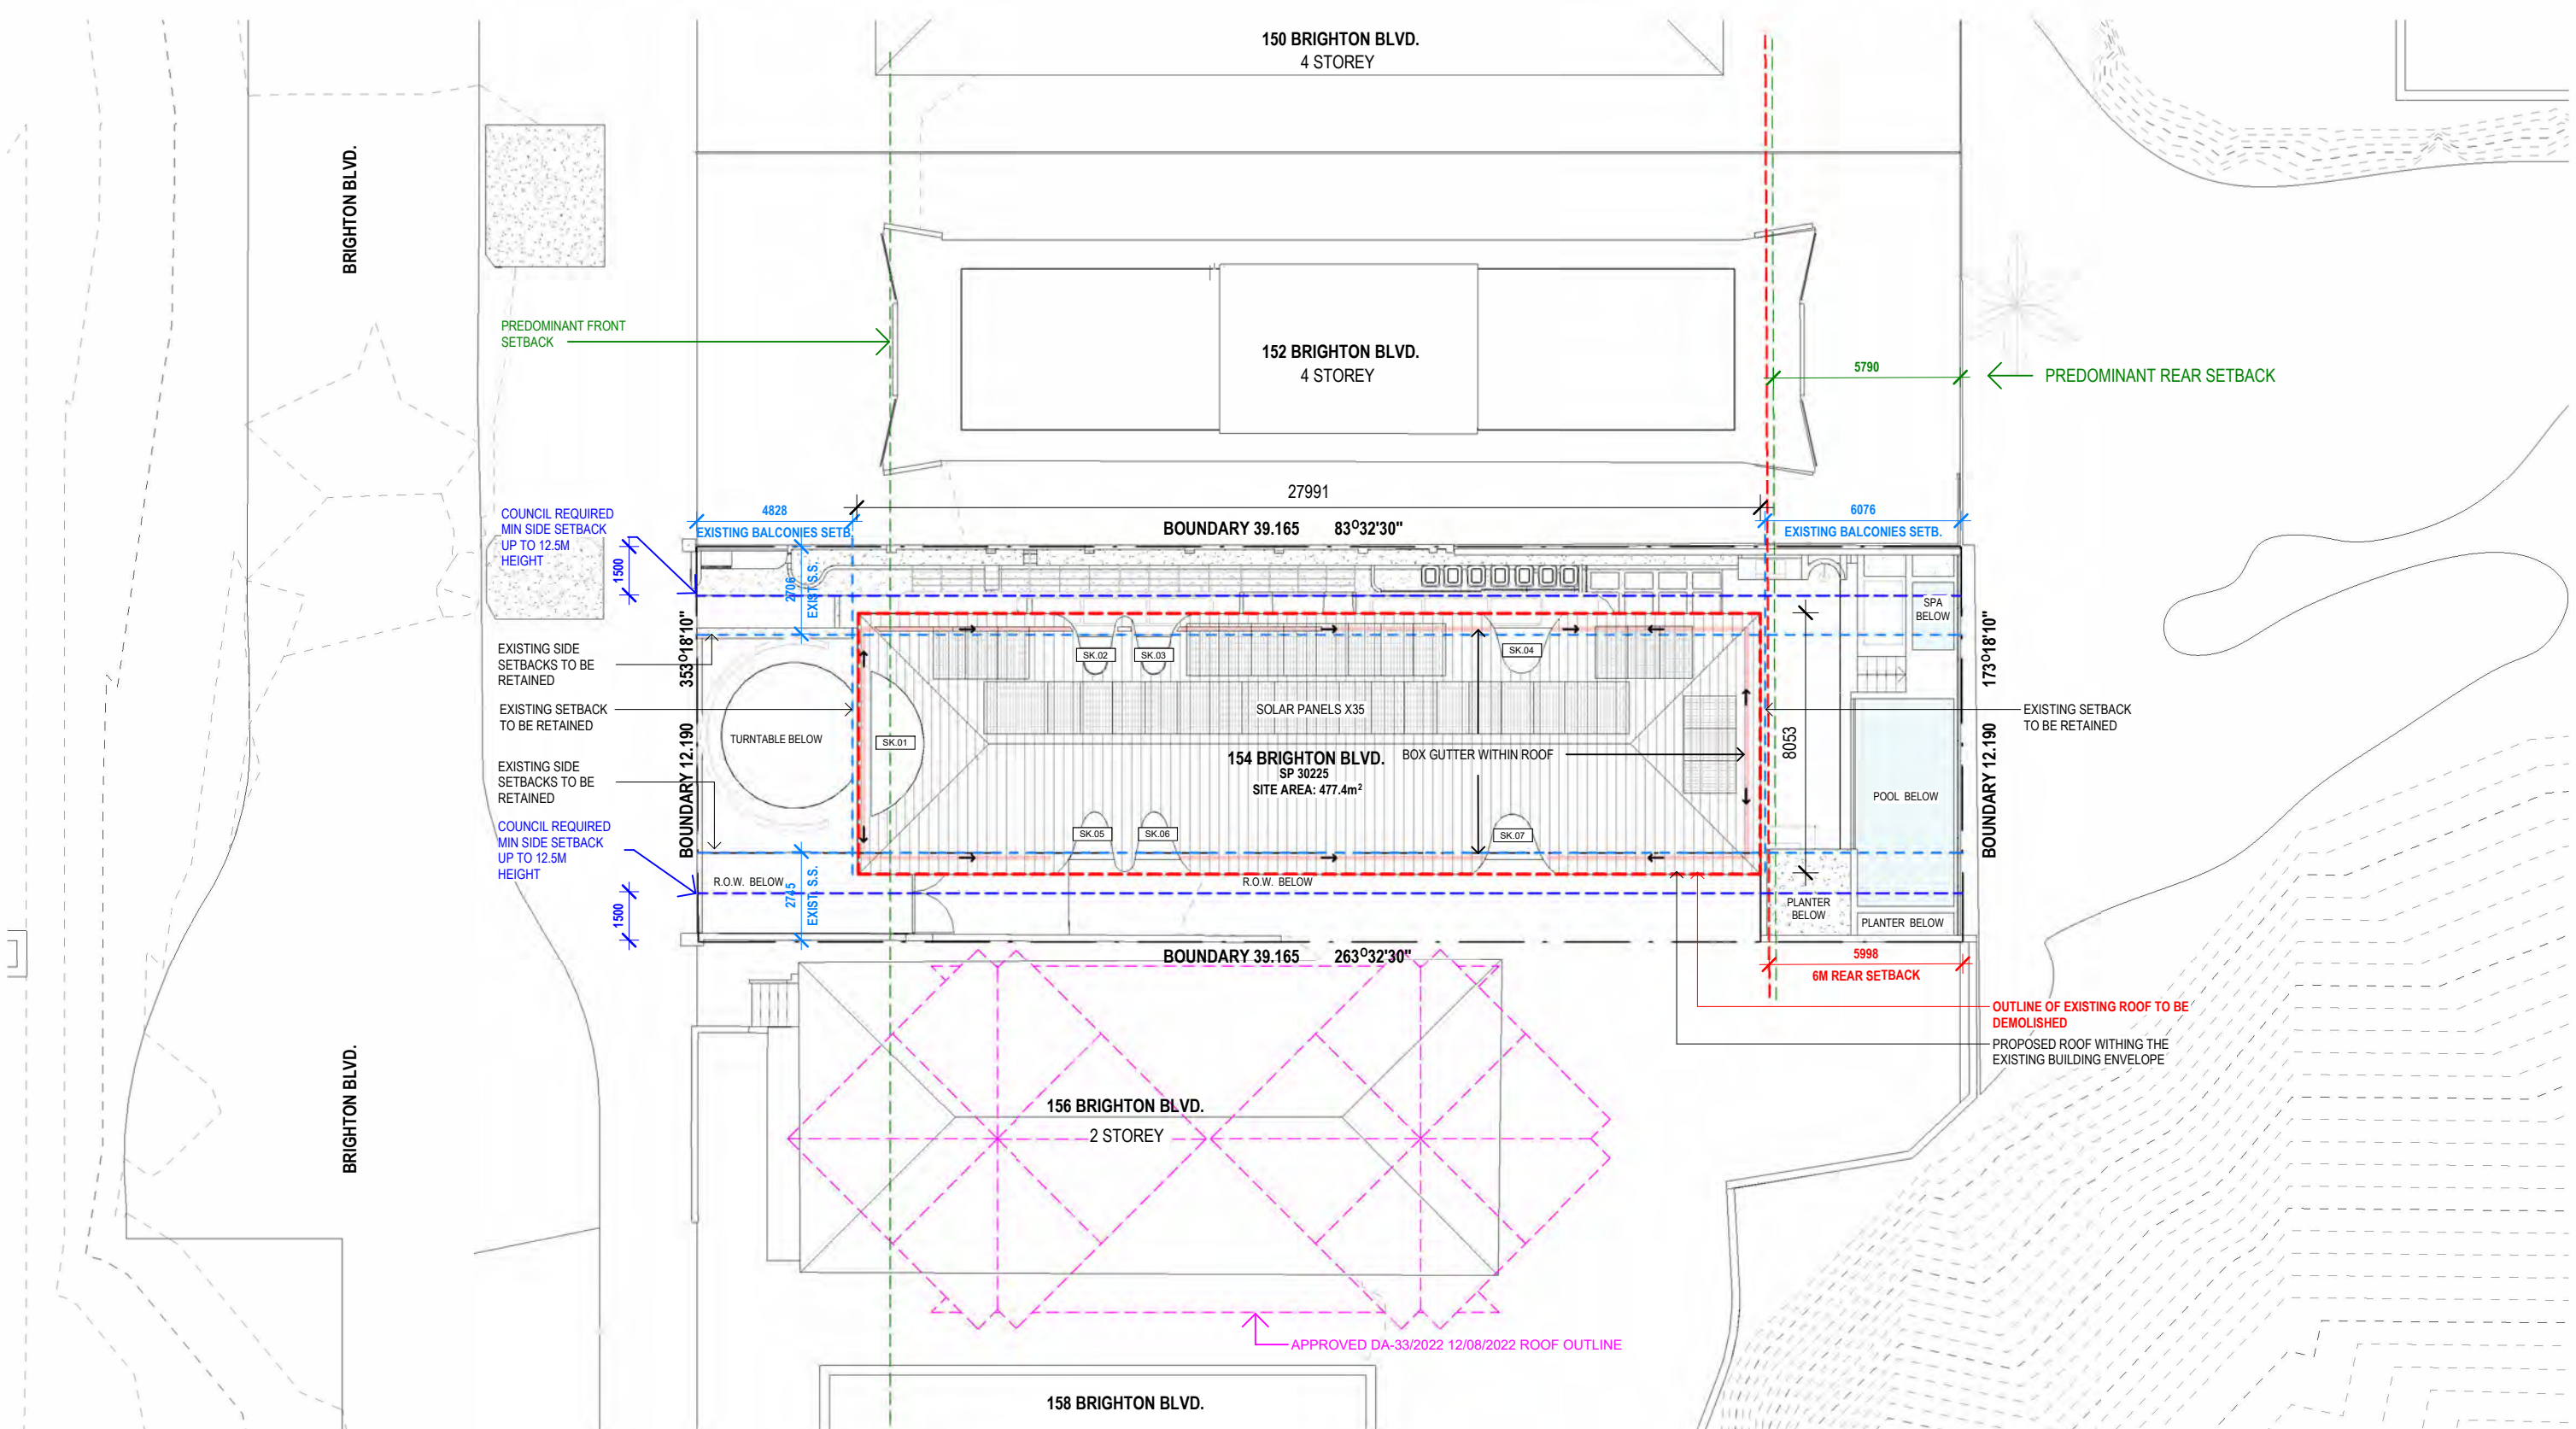 150 BRIGHTON BLVD.
4 STOREY
BRIGHTON BLVD.
PREDOMINANT FRONT
SETBACK
152 BRIGHTON BLVD.
4 STOREY
5790
PREDOMINANT REAR SETBACK
27991
COUNCIL REQUIRED
MIN SIDE SETBACK
UP TO 12.5M
HEIGHT
1500
4828
EXISTING BALCONIES SETB.
BOUNDARY 39.165 83O32'30"
6076
EXISTING BALCONIES SETB.
2706
EXIST. S.S.
SPA
BELOW
353O18'10"
BOUNDARY 12.190
173O18'10"
BOUNDARY 12.190
EXISTING SIDE
SETBACKS TO BE
RETAINED
SK.02
SK.03
SK.04
EXISTING SETBACK
TO BE RETAINED
SOLAR PANELS X35
EXISTING SETBACK
TO BE RETAINED
TURNTABLE BELOW
SK.01
154 BRIGHTON BLVD.
SP 30225
SITE AREA: 477.4m2
BOX GUTTER WITHIN ROOF
8053
EXISTING SIDE
SETBACKS TO BE
RETAINED
POOL BELOW
COUNCIL REQUIRED
MIN SIDE SETBACK
UP TO 12.5M
HEIGHT
1500
SK.05
SK.06
SK.07
R.O.W. BELOW
2745
EXIST. S.S.
R.O.W. BELOW
PLANTER
BELOW
PLANTER BELOW
BOUNDARY 39.165 263O32'30"
5998
6M REAR SETBACK
OUTLINE OF EXISTING ROOF TO BE
DEMOLISHED
PROPOSED ROOF WITHING THE
EXISTING BUILDING ENVELOPE
BRIGHTON BLVD.
156 BRIGHTON BLVD.
2 STOREY
APPROVED DA-33/2022 12/08/2022 ROOF OUTLINE
158 BRIGHTON BLVD.